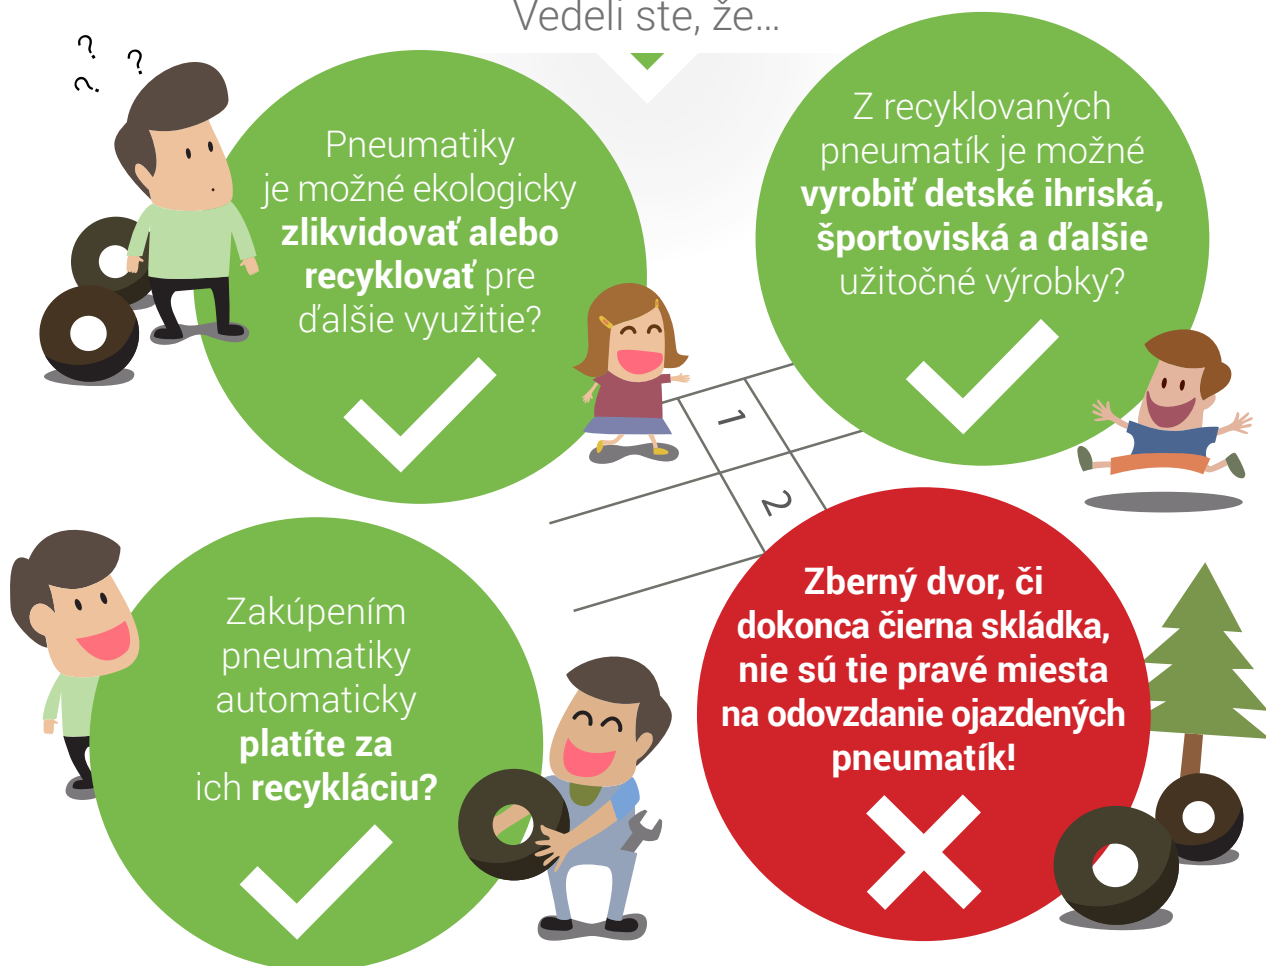 Vedeli ste, že...
? ? ?
Pneumatiky
je možné ekologicky
zlikvidovať alebo
recyklovať pre
ďalšie využitie?
Z recyklovaných
pneumatík je možné
vyrobiť detské ihriská,
športoviská a ďalšie
užitočné výrobky?
1
2
Zakúpením
pneumatiky
automaticky
platíte za
ich recykláciu?
Zberný dvor, či
dokonca čierna skládka,
nie sú tie pravé miesta
na odovzdanie ojazdených
pneumatík!